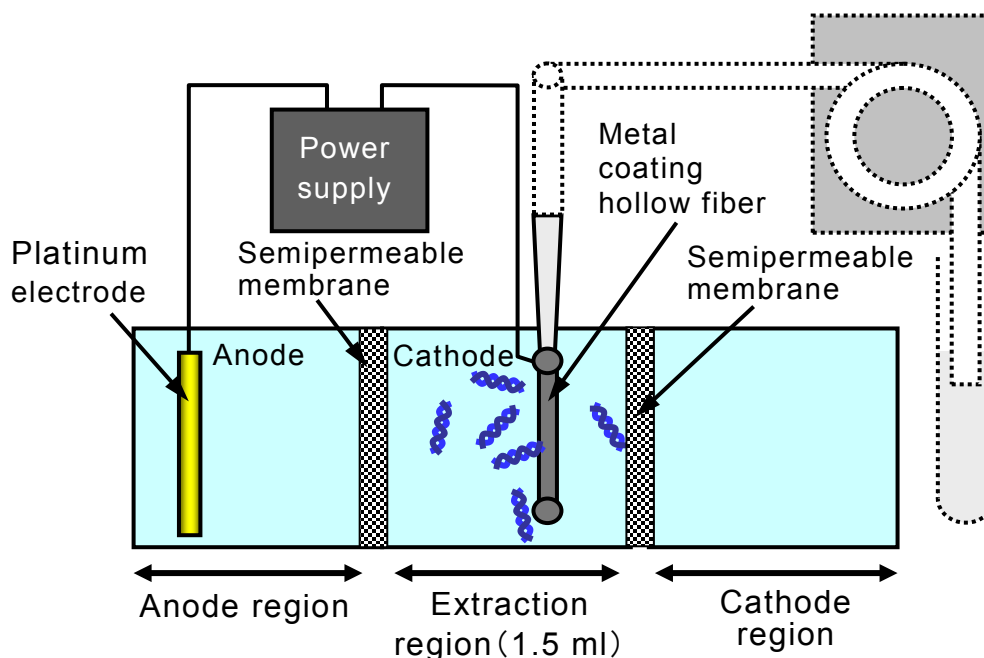 Power
supply
Metal
coating
hollow fiber
Platinum
electrode
Semipermeable
membrane
Semipermeable
membrane
Anode
Cathode
Anode region
Extraction
region（1.5 ml）
Cathode
region